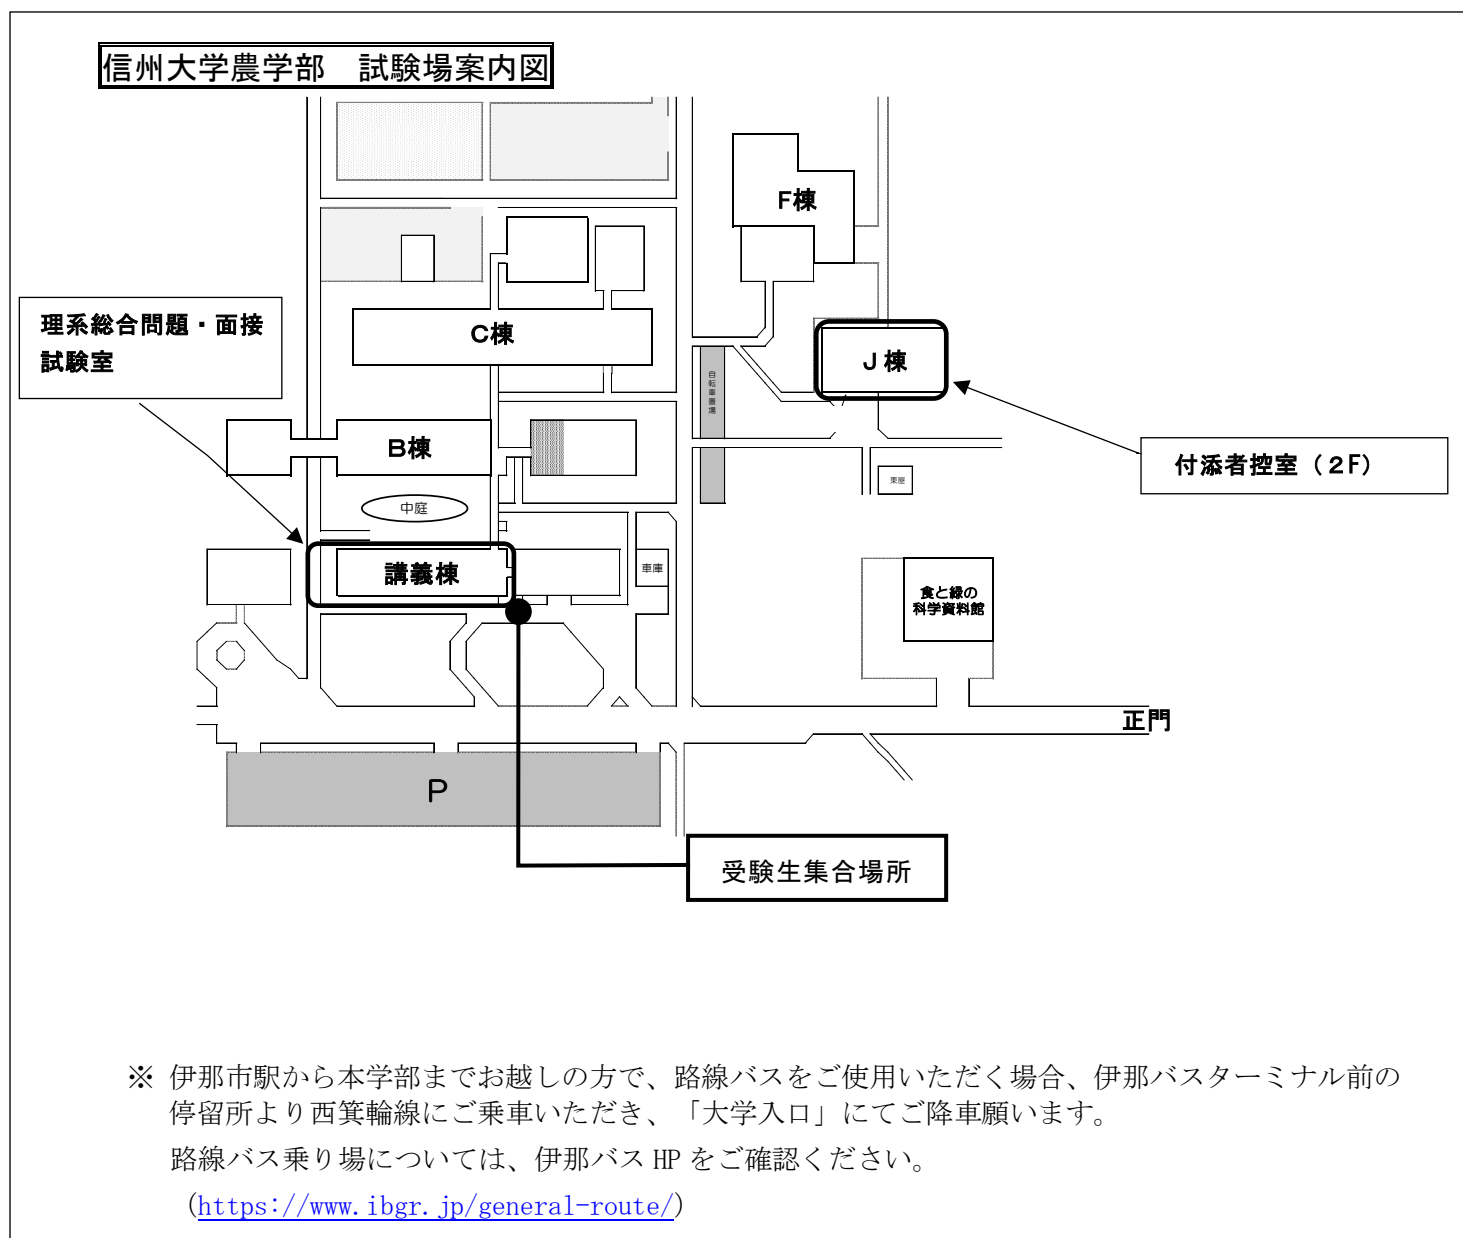 信州大学農学部　試験場案内図
F棟
理系総合問題・面接
試験室
C棟
J棟
自転車置場
B棟
付添者控室（2F）
東屋
中庭
講義棟
車庫
食と緑の
科学資料館
正門
P
受験生集合場所
※ 伊那市駅から本学部までお越しの方で、路線バスをご使用いただく場合、伊那バスターミナル前の
停留所より西箕輪線にご乗車いただき、「大学入口」にてご降車願います。
路線バス乗り場については、伊那バス HP をご確認ください。
(https://www.ibgr.jp/general-route/)